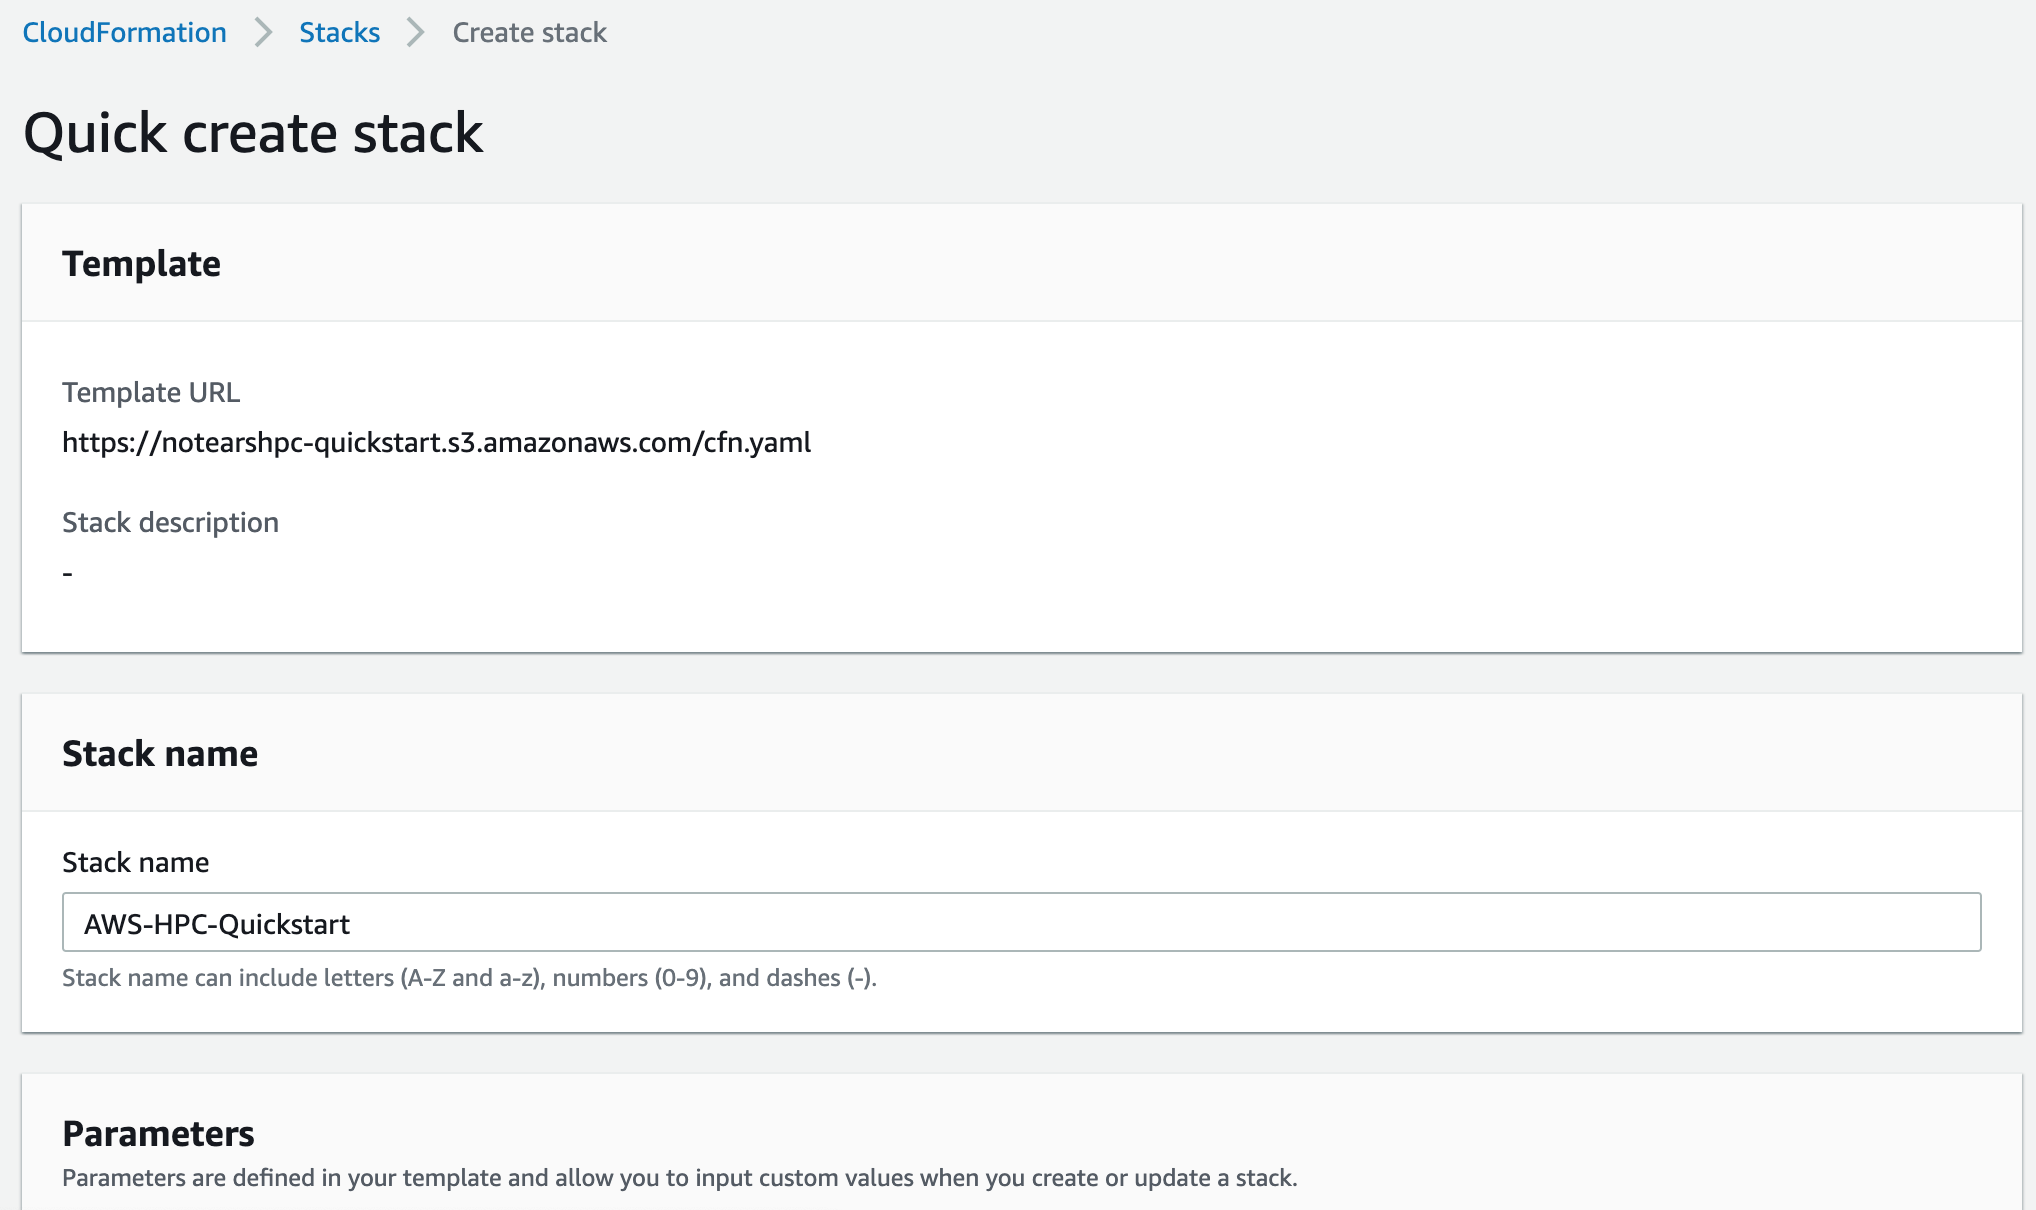 CloudFormation > Stacks > Create stack
Quick create stack
Template
Template URL
https://notearshpc-quickstart.s3.amazonaws.com/cfn.yaml
Stack description
-
Stack name
Stack name
AWS-HPC-Quickstart
Stack name can include letters (A-Z and a-z), numbers (0-9), and dashes (-).
Parameters
Parameters are defined in your template and allow you to input custom values when you create or update a stack.